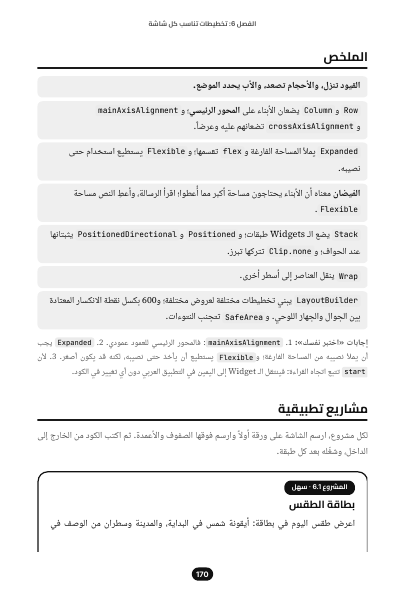 الفصل 6: تخطيطات تناسب كل شاشة
الملخص
القيود تنزل، والأحجام تصعد، والأب يحدد الموضع.
Row و Column يضعان الأبناء على المحور الرئيسي؛ و mainAxisAlignment
و crossAxisAlignment تضعانهم عليه وعرضاً.
Expanded يملأ المساحة الفارغة و flex تقسمها؛ و Flexible يستطيع استخدام حتى
نصيبه.
الفيضان معناه أن الأبناء يحتاجون مساحة أكبر مما أُعطوا؛ اقرأ الرسالة، وأعطِ النص مساحة
Flexible .
Stack يضع الـ Widgets طبقات؛ و Positioned و PositionedDirectional يثبتانها
عند الحواف؛ و Clip.none تتركها تبرز.
Wrap ينقل العناصر إلى أسطر أخرى.
LayoutBuilder يبني تخطيطات مختلفة لعروض مختلفة؛ و600 بكسل نقطة الانكسار المعتادة
بين الجوال والجهاز اللوحي. و SafeArea تتجنب النتوءات.
إجابات «اختبر نفسك»: 1. mainAxisAlignment : فالمحور الرئيسي للعمود عمودي. 2. Expanded يجب
أن يملأ نصيبه من المساحة الفارغة؛ و Flexible يستطيع أن يأخذ حتى نصيبه، لكنه قد يكون أصغر. 3. لأن
start تتبع اتجاه القراءة: فينتقل الـ Widget إلى اليمين في التطبيق العربي دون أي تغيير في الكود.
مشاريع تطبيقية
لكل مشروع، ارسم الشاشة على ورقة أولاً وارسم فوقها الصفوف والأعمدة. ثم اكتب الكود من الخارج إلى
الداخل، وشغّله بعد كل طبقة.
المشروع 6.1 · سهل
بطاقة الطقس
اعرض طقس اليوم في بطاقة: أيقونة شمس في البداية، والمدينة وسطران من الوصف في
170